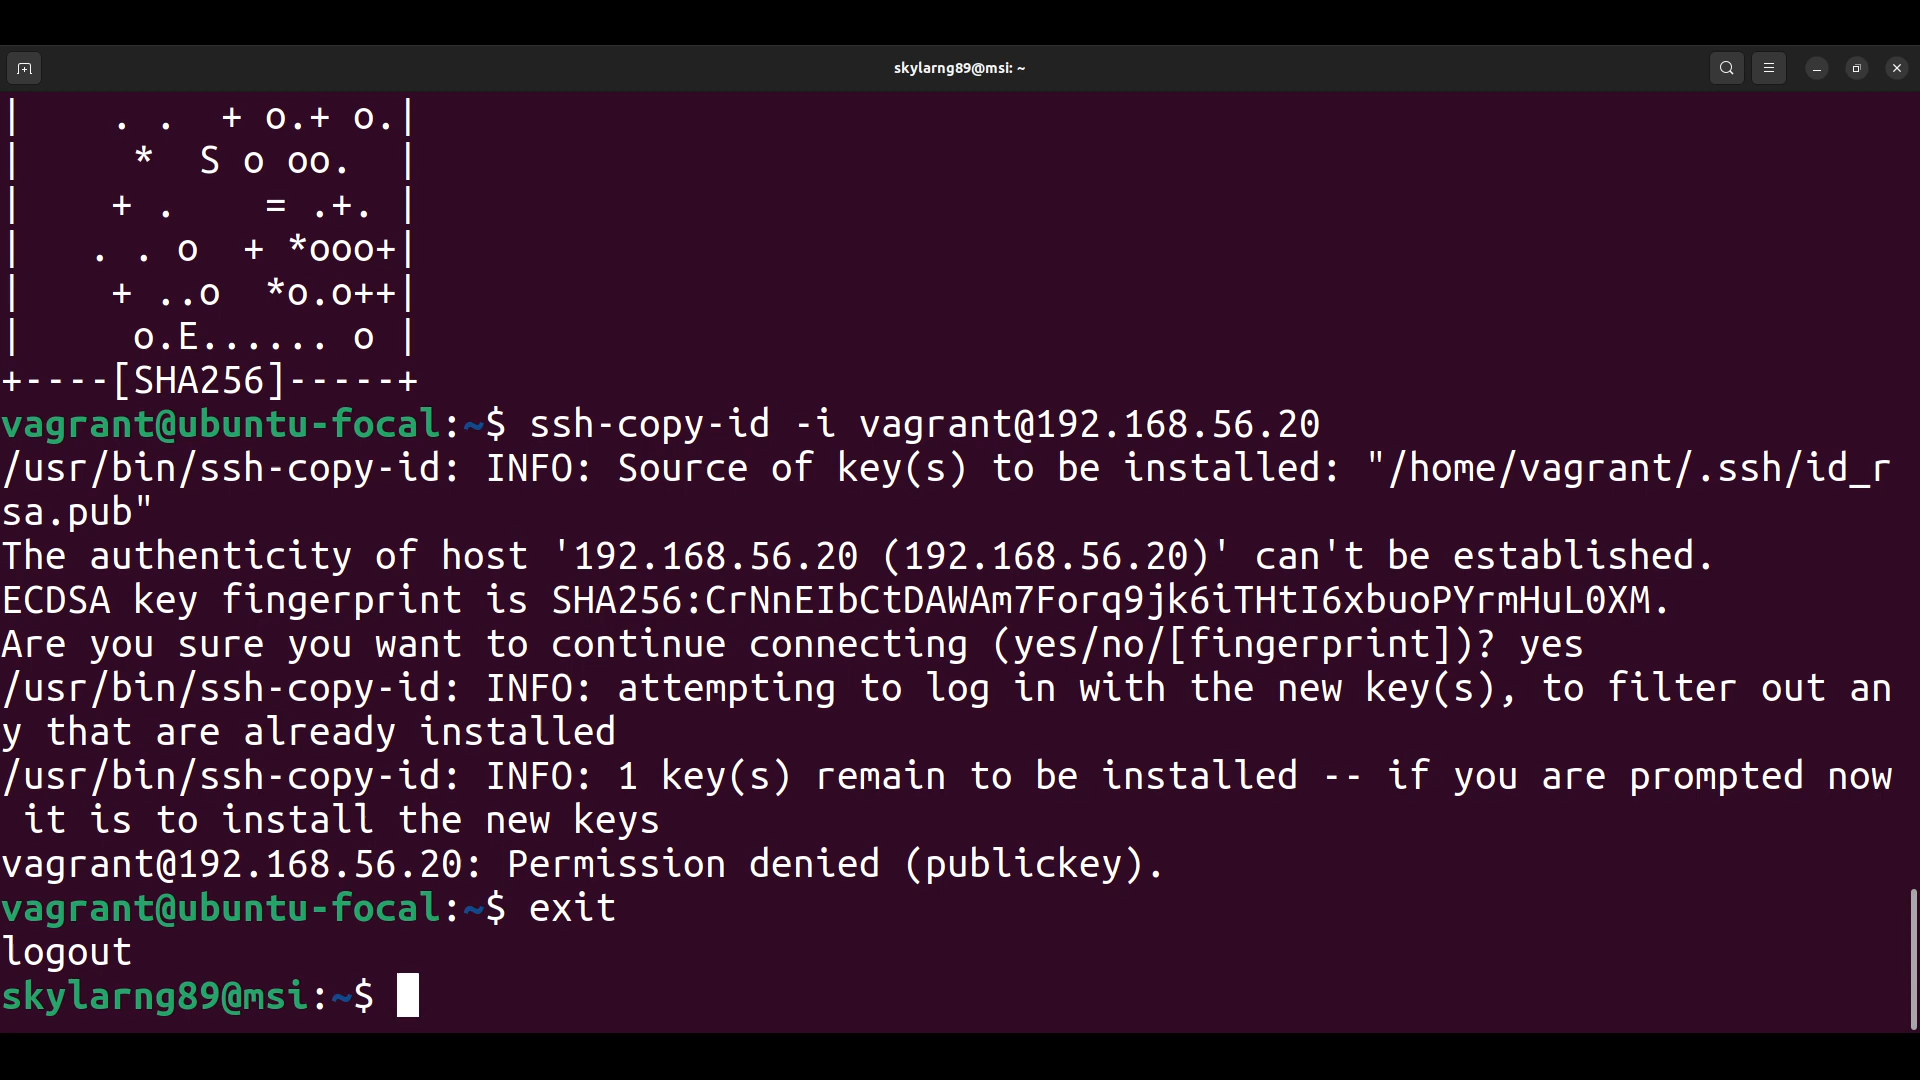 skylarng89@msi: ~
|    . .  + o.+ o.|
|     *  S o oo.  |
|    + .    = .+. |
|   . . o  + *ooo+|
|    + ..o  *o.o++|
|     o.E...... o |
+----[SHA256]-----+
vagrant@ubuntu-focal:~$ ssh-copy-id -i vagrant@192.168.56.20
/usr/bin/ssh-copy-id: INFO: Source of key(s) to be installed: "/home/vagrant/.ssh/id_r
sa.pub"
The authenticity of host '192.168.56.20 (192.168.56.20)' can't be established.
ECDSA key fingerprint is SHA256:CrNnEIbCtDAWAm7Forq9jk6iTHtI6xbuoPYrmHuL0XM.
Are you sure you want to continue connecting (yes/no/[fingerprint])? yes
/usr/bin/ssh-copy-id: INFO: attempting to log in with the new key(s), to filter out an
y that are already installed
/usr/bin/ssh-copy-id: INFO: 1 key(s) remain to be installed -- if you are prompted now
 it is to install the new keys
vagrant@192.168.56.20: Permission denied (publickey).
vagrant@ubuntu-focal:~$ exit
logout
skylarng89@msi:~$